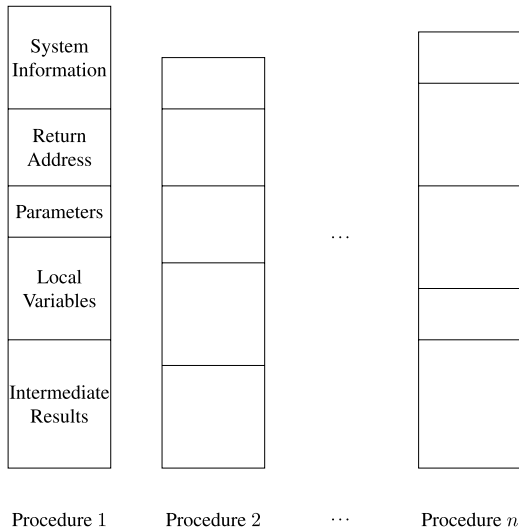 System
Information
Return
Address
Parameters
Local
Variables
Intermediate
Results
...
Procedure 1
Procedure 2
...
Procedure n